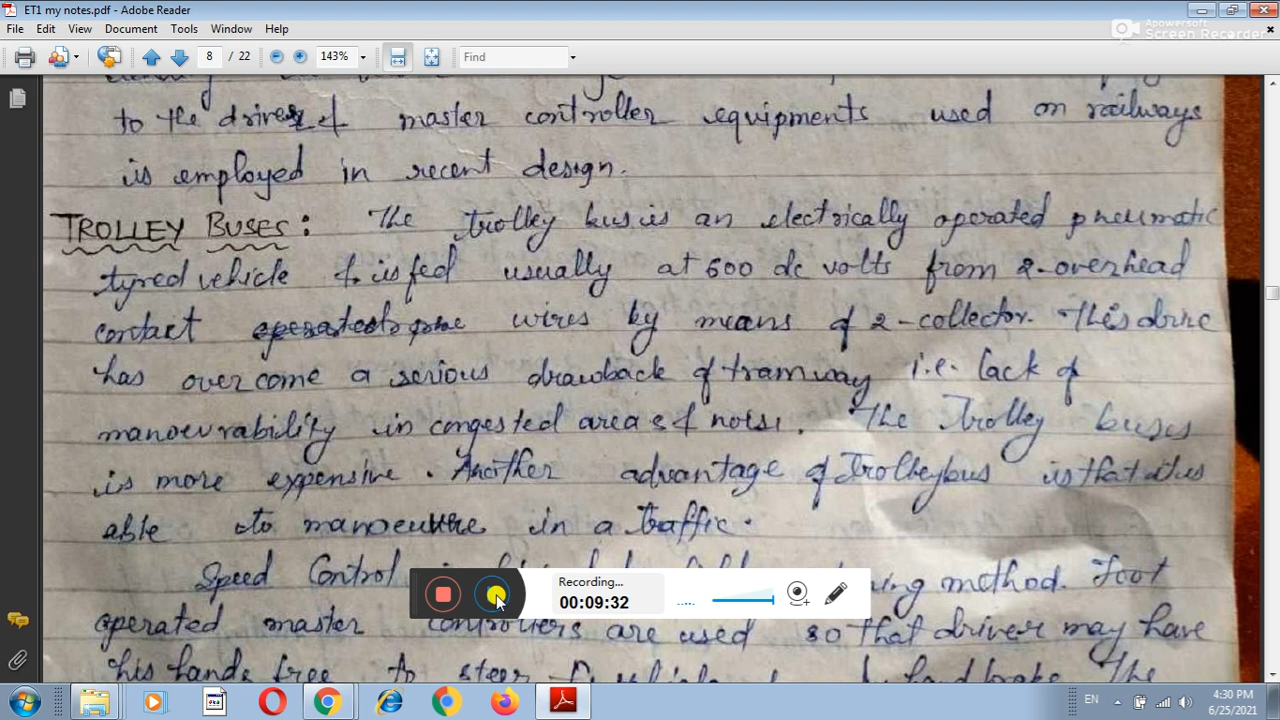 ET1 my notes.pdf - Adobe Reader
File Edit View Document Tools Window Help
Apowersoft
Screen Recorder
8 / 22 143% Find
to the driver & master controller equipments used on railways
is employed in recent design.
TROLLEY BUSES: The trolley bus is an electrically operated pneumatic
tyred vehicle & is fed usually at 600 dc volts from 2-overhead
contact wires by means of 2-collector. This drive
has overcome a serious drawback of tramway i.e. lack of
manoeuvrability in congested areas & noise. The Trolley buses
is more expensive. Another advantage of Trolleybus is that it is
able to manoeuvre in a traffic.
Speed Control method. Foot
operated master controllers are used so that driver may have
his hands free to steer handbrake. The
Recording...
00:09:32
EN
4:30 PM
6/25/2021